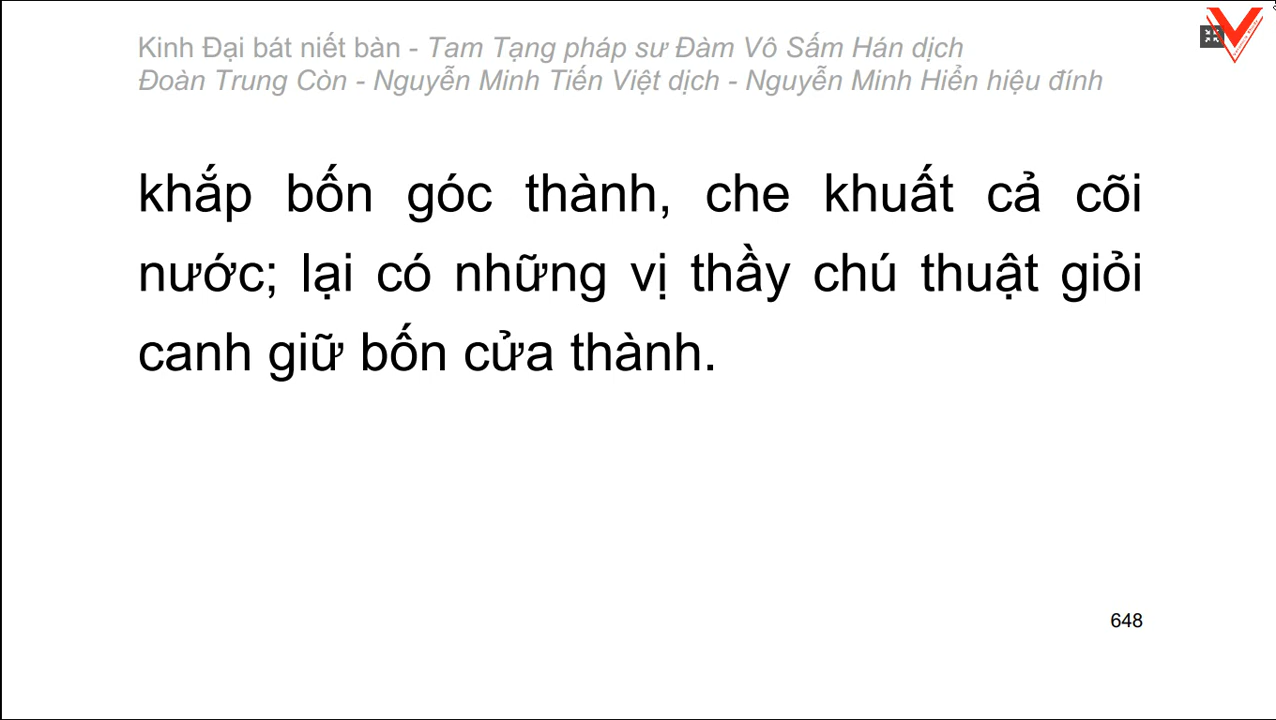 Kinh Đại bát niết bàn - Tam Tạng pháp sư Đàm Vô Sấm Hán dịch
Đoàn Trung Còn - Nguyễn Minh Tiến Việt dịch - Nguyễn Minh Hiển hiệu đính
khắp bốn góc thành, che khuất cả cõi
nước; lại có những vị thầy chú thuật giỏi
canh giữ bốn cửa thành.
648